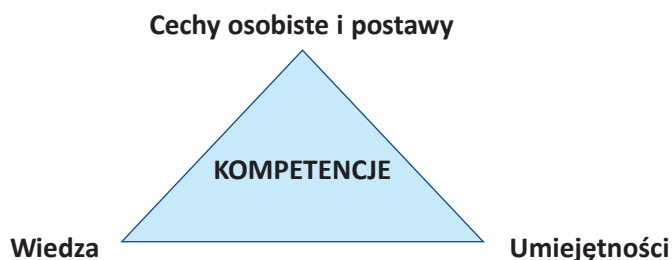 Cechy osobiste i postawy
KOMPETENCJE
Wiedza
Umiejętności